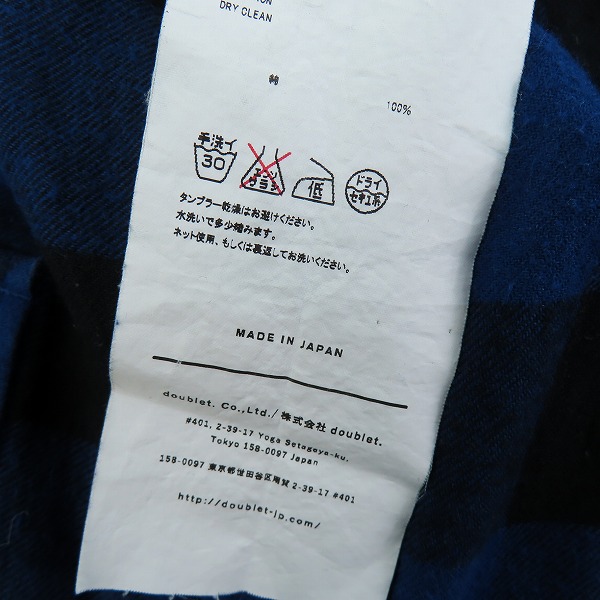 DRY CLEAN
綿
100%
手洗イ
30
エンソ
サラシ
低
ドライ
セキユ系
タンブラー乾燥はお避けください。
水洗いで多少縮みます。
ネット使用、もしくは裏返してお洗いください。
MADE IN JAPAN
doublet. Co.,Ltd./ 株式会社 doublet.
#401, 2-39-17 Yoga Setagaya-ku,
Tokyo 158-0097 Japan
158-0097 東京都世田谷区用賀 2-39-17 #401
http://doublet-jp.com/